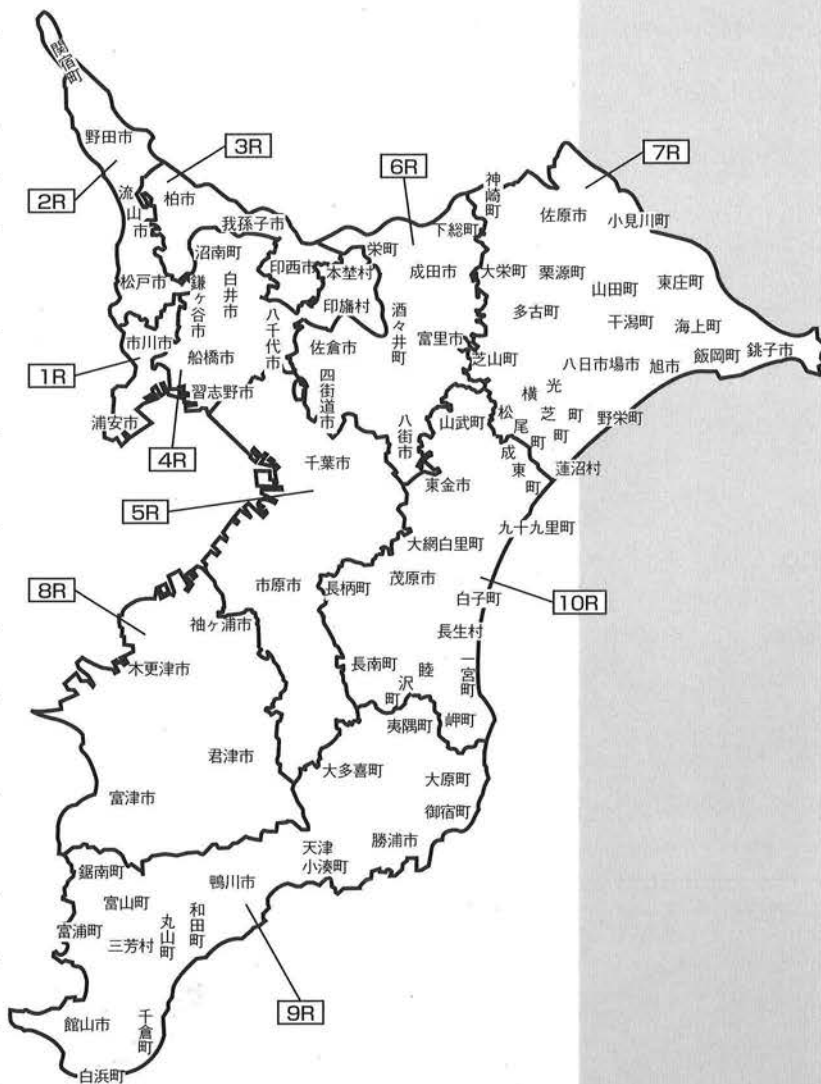 関宿町
野田市
3R
2R
流山市
柏市
我孫子市
沼南町
6R
神崎町
7R
下総町
佐原市
小見川町
栄町
印西市
本埜村
成田市
大栄町
栗源町
松戸市
鎌ヶ谷市
白井市
印旛村
山田町
東庄町
市川市
八千代市
酒々井町
多古町
干潟町
海上町
1R
船橋市
佐倉市
富里市
芝山町
八日市場市
旭市
飯岡町
銚子市
習志野市
四街道市
浦安市
4R
八街市
山武町
松尾町
横芝町
光町
野栄町
成東町
千葉市
東金市
蓮沼村
5R
九十九里町
大網白里町
8R
市原市
長柄町
茂原市
白子町
10R
袖ヶ浦市
長生村
木更津市
長南町
睦沢町
一宮町
夷隅町
岬町
君津市
大多喜町
大原町
富津市
御宿町
天津小湊町
勝浦市
鋸南町
鴨川市
富山町
和田町
富浦町
三芳村
丸山町
9R
館山市
千倉町
白浜町